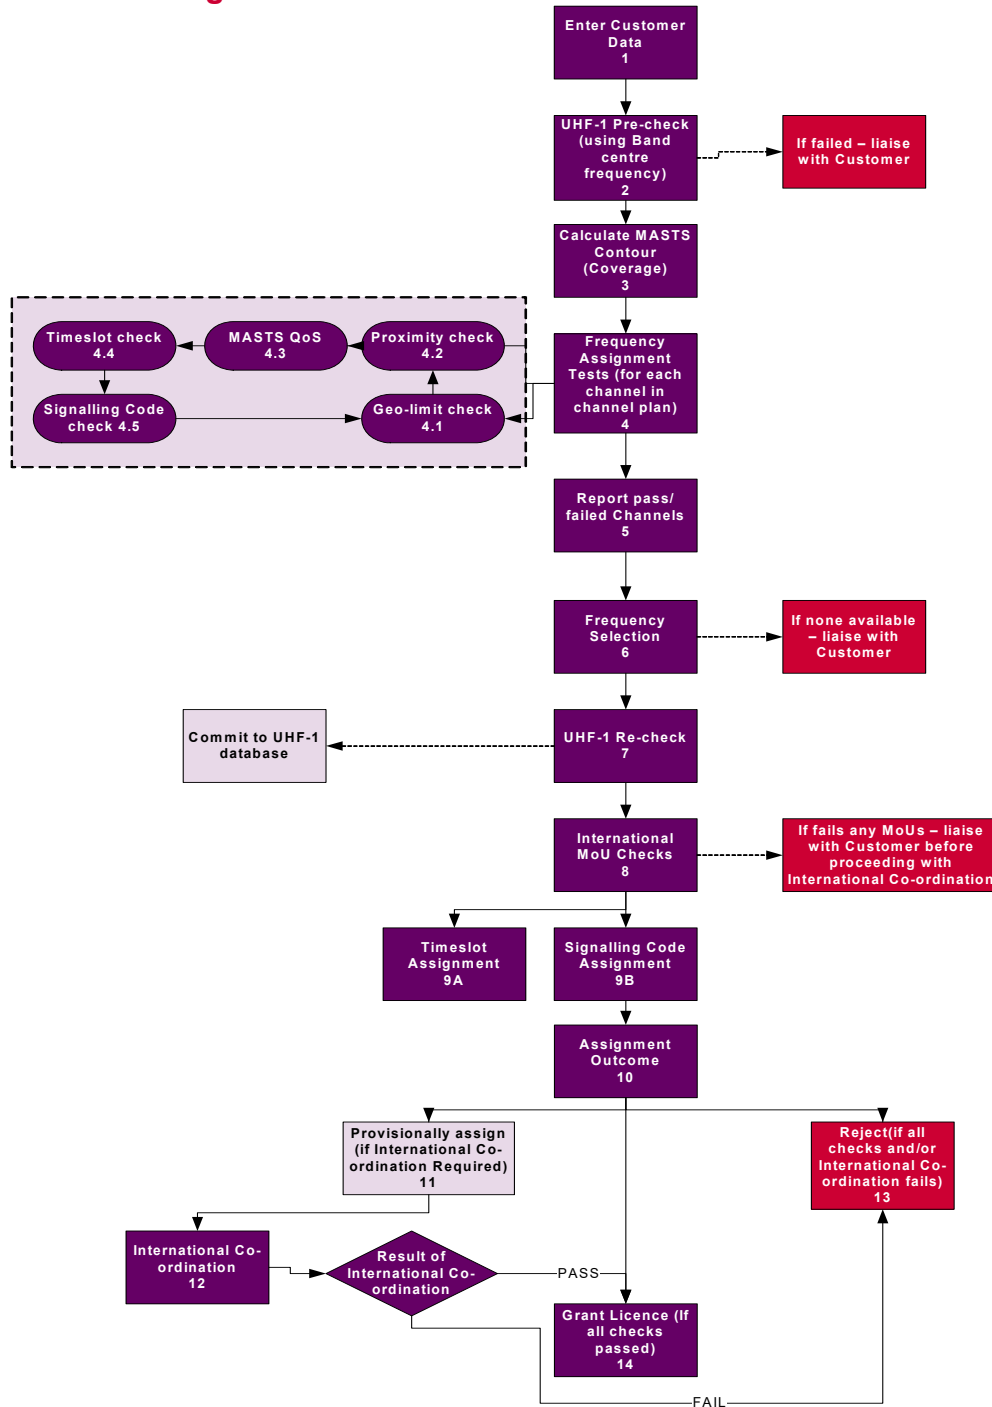 Enter Customer
Data
1
UHF-1 Pre-check
(using Band
centre
frequency)
2
If failed – liaise
with Customer
Calculate MASTS
Contour
(Coverage)
3
Timeslot check
4.4
MASTS QoS
4.3
Proximity check
4.2
Signalling Code
check 4.5
Geo-limit check
4.1
Frequency
Assignment
Tests (for each
channel in
channel plan)
4
Report pass/
failed Channels
5
Frequency
Selection
6
If none available
– liaise with
Customer
Commit to UHF-1
database
UHF-1 Re-check
7
International
MoU Checks
8
If fails any MoUs – liaise
with Customer before
proceeding with
International Co-ordination
Timeslot
Assignment
9A
Signalling Code
Assignment
9B
Assignment
Outcome
10
Provisionally assign
(if International Co-
ordination Required)
11
Reject(if all
checks and/or
International Co-
ordination fails)
13
International Co-
ordination
12
Result of
International Co-
ordination
PASS
Grant Licence (If
all checks
passed)
14
FAIL